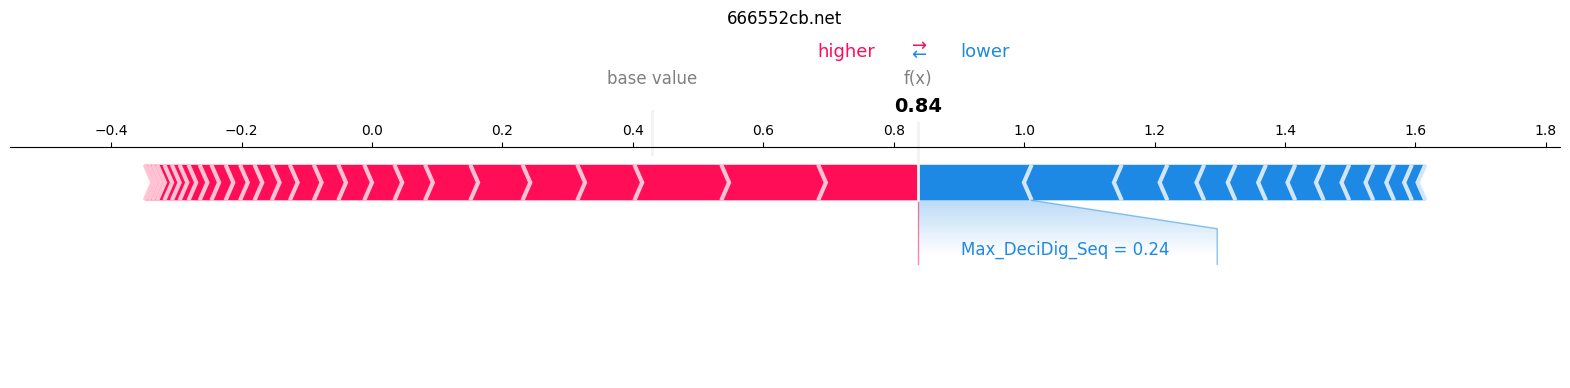 666552cb.net
higher ⇄ lower
base value f(x)
0.84
−0.4 −0.2 0.0 0.2 0.4 0.6 0.8 1.0 1.2 1.4 1.6 1.8
Max_DeciDig_Seq = 0.24